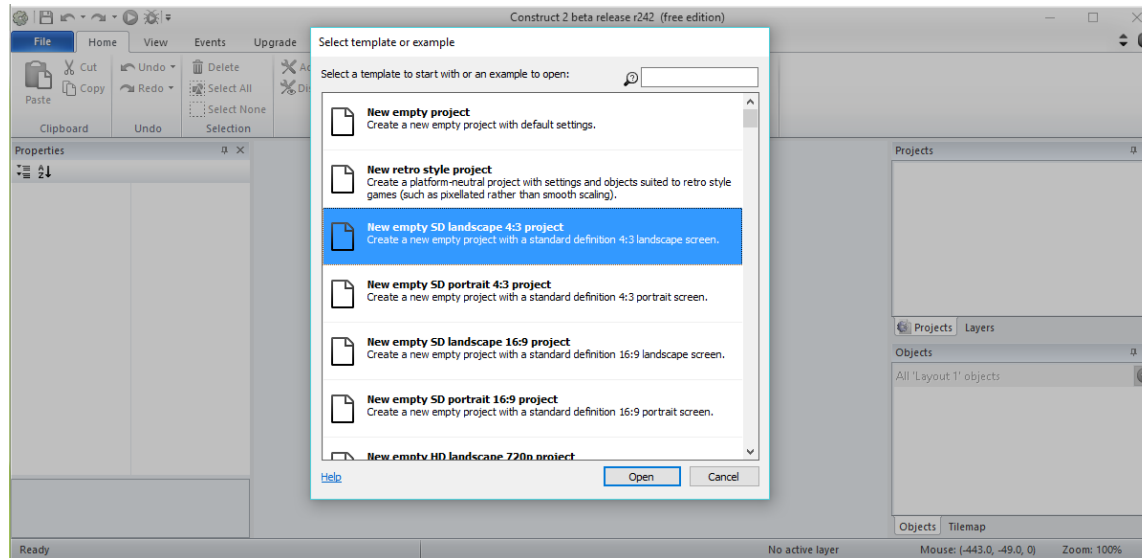 Construct 2 beta release r242 (free edition)
File Home View Events Upgrade
Paste
Cut
Copy
Clipboard
Undo
Redo
Undo
Delete
Select All
Select None
Selection
Properties
Select template or example
Select a template to start with or an example to open:
New empty project
Create a new empty project with default settings.
New retro style project
Create a platform-neutral project with settings and objects suited to retro style
games (such as pixellated rather than smooth scaling).
New empty SD landscape 4:3 project
Create a new empty project with a standard definition 4:3 landscape screen.
New empty SD portrait 4:3 project
Create a new empty project with a standard definition 4:3 portrait screen.
New empty SD landscape 16:9 project
Create a new empty project with a standard definition 16:9 landscape screen.
New empty SD portrait 16:9 project
Create a new empty project with a standard definition 16:9 portrait screen.
New empty HD landscape 720p project
Help
Open
Cancel
Projects
Projects Layers
Objects
All 'Layout 1' objects
Objects Tilemap
Ready
No active layer
Mouse: (-443.0, -49.0, 0)
Zoom: 100%